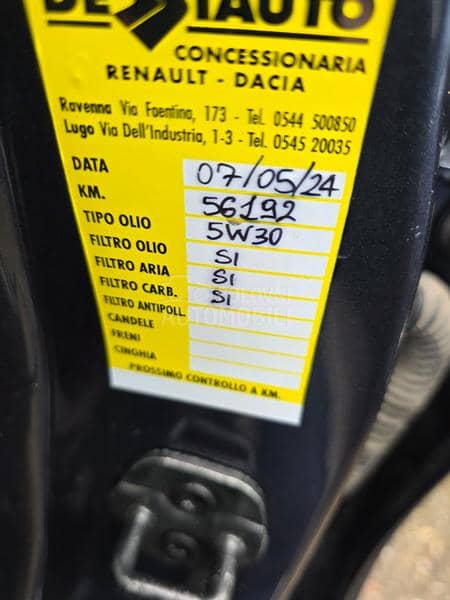 CONCESSIONARIA
RENAULT - DACIA
Ravenna Via Faentina, 173 - Tel. 0544 500850
Lugo Via Dell'Industria, 1-3 - Tel. 0545 20035
DATA 07/05/24
KM. 56192
TIPO OLIO 5W30
FILTRO OLIO SI
FILTRO ARIA SI
FILTRO CARB. SI
FILTRO ANTIPOLL.
CANDELE
FRENI
CINGHIA
PROSSIMO CONTROLLO A KM.
AUTOMOBILI